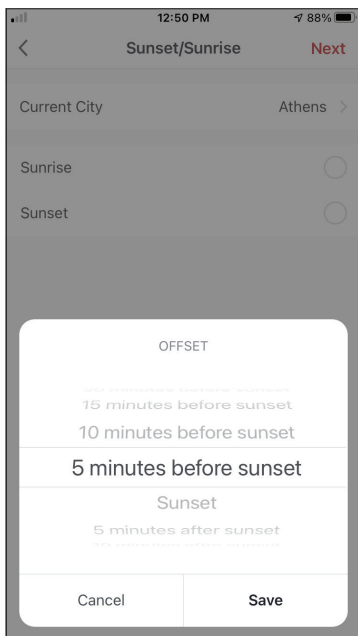 12:50 PM 88%
Sunset/Sunrise Next
Current City Athens
Sunrise
Sunset
OFFSET
15 minutes before sunset
10 minutes before sunset
5 minutes before sunset
Sunset
5 minutes after sunset
Cancel Save